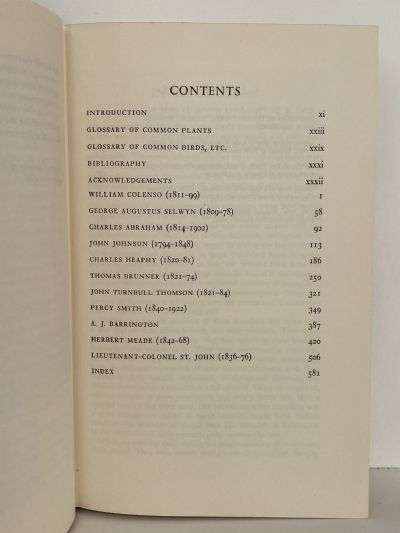 CONTENTS
INTRODUCTION xi
GLOSSARY OF COMMON PLANTS xxiii
GLOSSARY OF COMMON BIRDS, ETC. xxix
BIBLIOGRAPHY xxxi
ACKNOWLEDGEMENTS xxxii
WILLIAM COLENSO (1811–99) 1
GEORGE AUGUSTUS SELWYN (1809–78) 58
CHARLES ABRAHAM (1814–1902) 92
JOHN JOHNSON (1794–1848) 113
CHARLES HEAPHY (1820–81) 186
THOMAS BRUNNER (1821–74) 250
JOHN TURNBULL THOMSON (1821–84) 321
PERCY SMITH (1840–1922) 349
A. J. BARRINGTON 387
HERBERT MEADE (1842–68) 420
LIEUTENANT-COLONEL ST. JOHN (1836–76) 506
INDEX 581